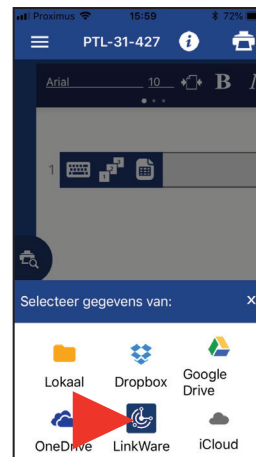 Proximus 15:59 72%
PTL-31-427 i
Arial 10 B I
1
Selecteer gegevens van: x
Lokaal Dropbox Google Drive
OneDrive LinkWare iCloud